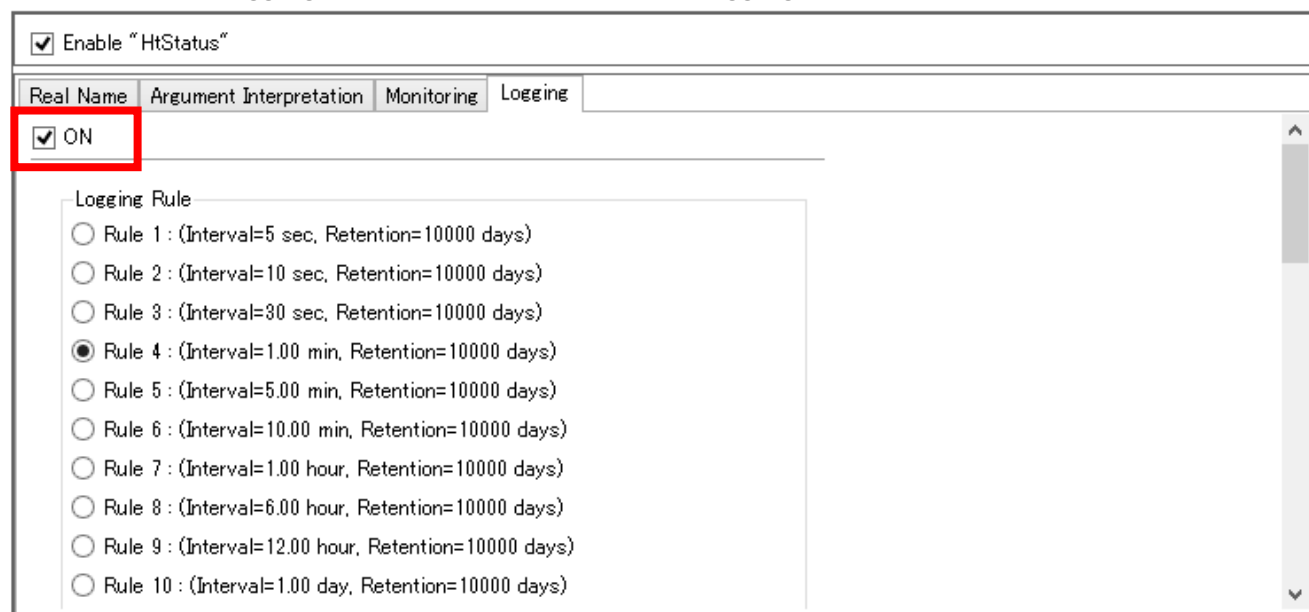 Enable "HtStatus"
Real Name Argument Interpretation Monitoring Logging
ON
Logging Rule
Rule 1 : (Interval=5 sec, Retention=10000 days)
Rule 2 : (Interval=10 sec, Retention=10000 days)
Rule 3 : (Interval=30 sec, Retention=10000 days)
Rule 4 : (Interval=1.00 min, Retention=10000 days)
Rule 5 : (Interval=5.00 min, Retention=10000 days)
Rule 6 : (Interval=10.00 min, Retention=10000 days)
Rule 7 : (Interval=1.00 hour, Retention=10000 days)
Rule 8 : (Interval=6.00 hour, Retention=10000 days)
Rule 9 : (Interval=12.00 hour, Retention=10000 days)
Rule 10 : (Interval=1.00 day, Retention=10000 days)